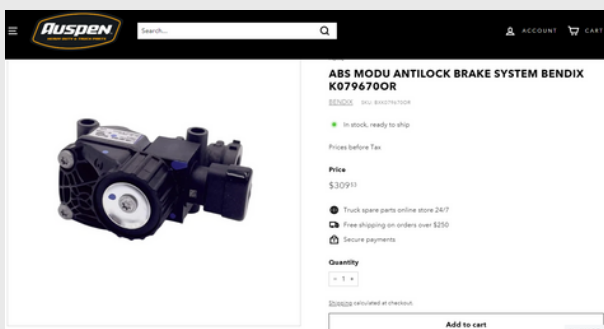 AUSPEN
Search...
ACCOUNT
CART
ABS MODU ANTILOCK BRAKE SYSTEM BENDIX
K079670OR
BENDIX SKU: BXK079670OR
In stock, ready to ship
Prices before Tax
Price
$309
Truck spare parts online store 24/7
Free shipping on orders over $250
Secure payments
Quantity
− 1 +
Shipping calculated at checkout.
Add to cart